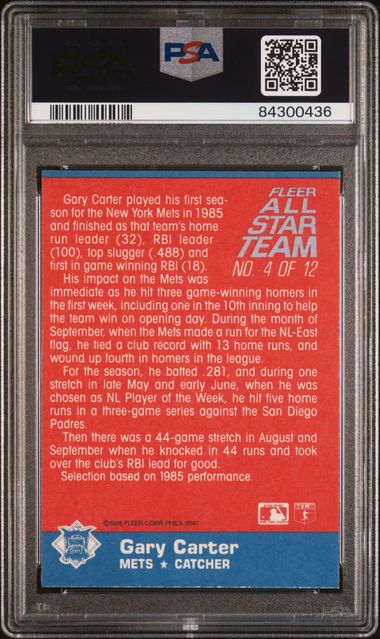 PSA
PSA
84300436
FLEER
ALL
STAR
TEAM
NO. 4 OF 12
Gary Carter played his first sea-
son for the New York Mets in 1985
and finished as that team's home
run leader (32), RBI leader
(100), top slugger (.488) and
first in game winning RBI (18).
His impact on the Mets was
immediate as he hit three game-winning homers in
the first week, including one in the 10th inning to help
the team win an opening day. During the month of
September, when the Mets made a run for the NL-East
flag, he tied a club record with 13 home runs, and
wound up fourth in homers in the league.
For the season, he batted .281, and during one
stretch in late May and early June, when he was
chosen as NL Player of the Week, he hit five home
runs in a three-game series against the San Diego
Padres.
Then there was a 44-game stretch in August and
September when he knocked in 44 runs and took
over the club's RBI lead for good.
Selection based on 1985 performance.
©1986 FLEER CORP. PHILA. 19141
Gary Carter
METS ★ CATCHER